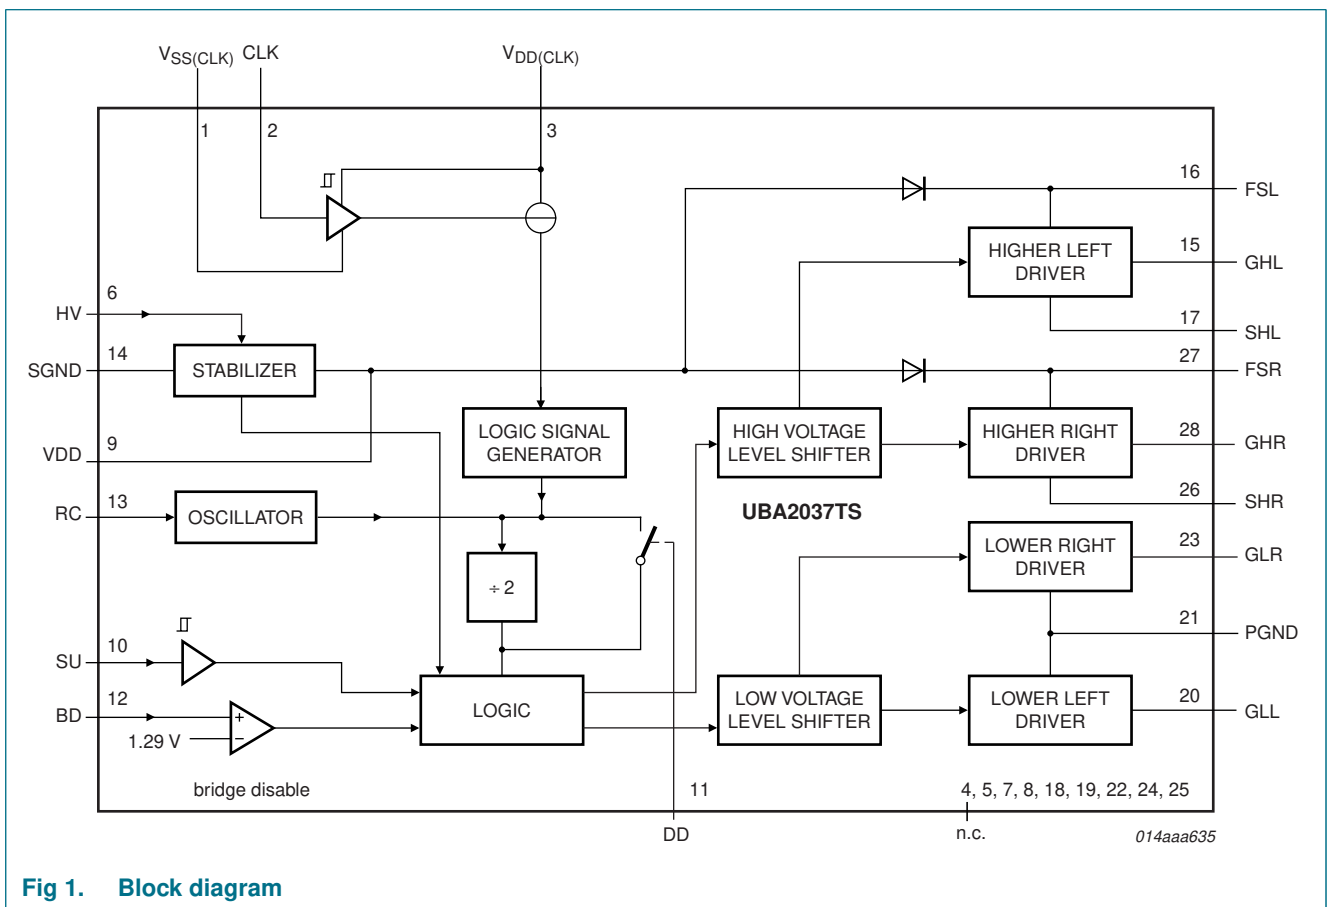 VSS(CLK) CLK VDD(CLK)
1 2 3
16 FSL
HIGHER LEFT
DRIVER
15 GHL
17 SHL
6
HV
14
SGND
STABILIZER
27 FSR
VDD 9
LOGIC SIGNAL
GENERATOR
HIGH VOLTAGE
LEVEL SHIFTER
HIGHER RIGHT
DRIVER
28 GHR
26 SHR
RC 13
OSCILLATOR
UBA2037TS
÷ 2
LOWER RIGHT
DRIVER
23 GLR
21 PGND
SU 10
BD 12
+
1.29 V −
LOGIC
LOW VOLTAGE
LEVEL SHIFTER
LOWER LEFT
DRIVER
20 GLL
bridge disable
11
DD
4, 5, 7, 8, 18, 19, 22, 24, 25
n.c.
014aaa635
Fig 1. Block diagram